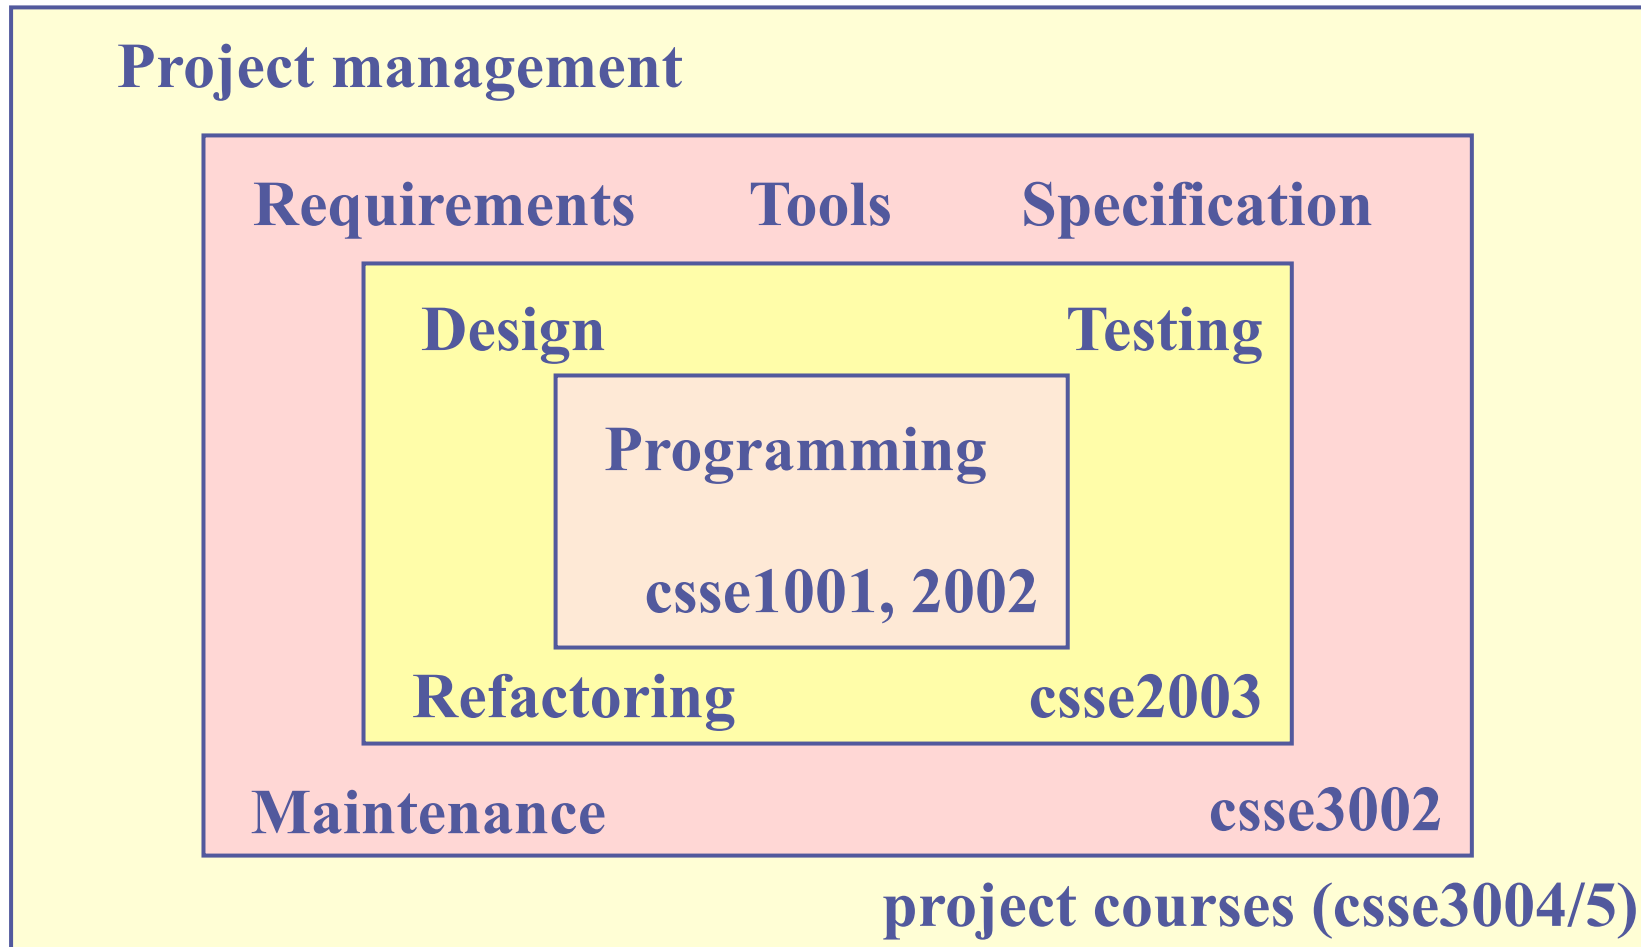 Project management
Requirements Tools Specification
Design Testing
Programming
csse1001, 2002
Refactoring csse2003
Maintenance csse3002
project courses (csse3004/5)